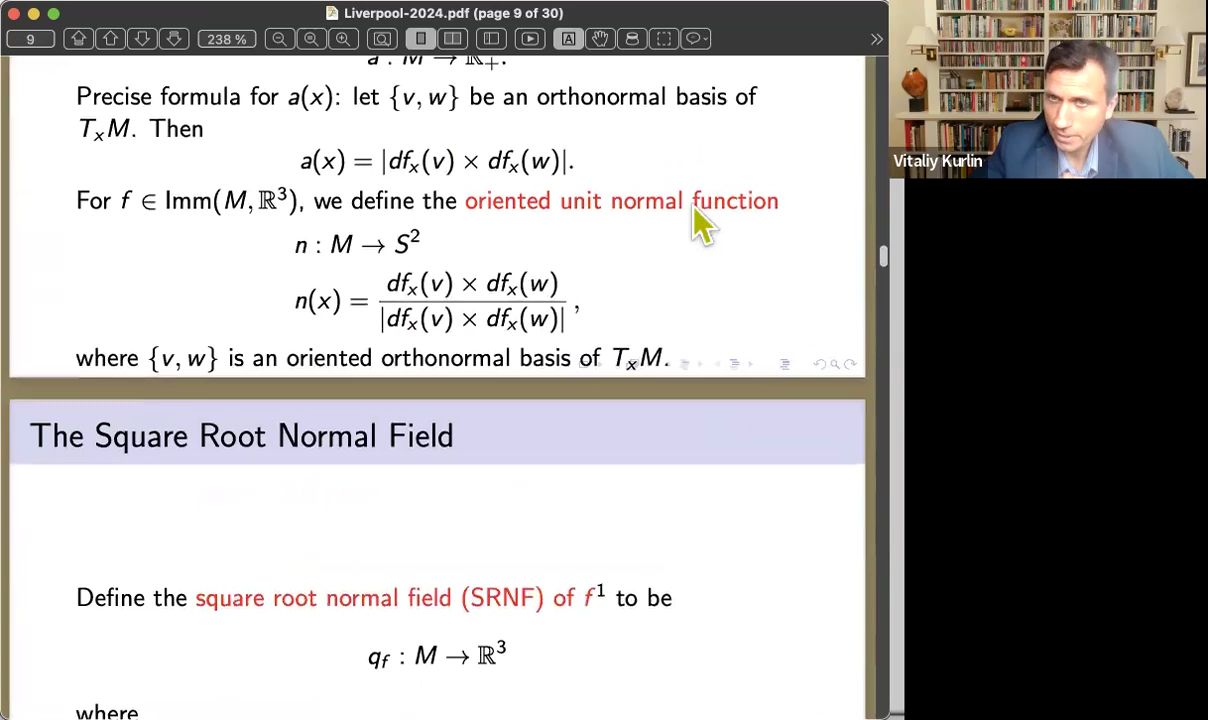 Liverpool-2024.pdf (page 9 of 30)
9
238 %
a : M → ℝ₊.
Precise formula for a(x): let {v, w} be an orthonormal basis of
TₓM. Then
a(x) = |dfₓ(v) × dfₓ(w)|.
For f ∈ Imm(M, ℝ³), we define the oriented unit normal function
n : M → S²
n(x) = dfₓ(v) × dfₓ(w) / |dfₓ(v) × dfₓ(w)| ,
where {v, w} is an oriented orthonormal basis of TₓM.
The Square Root Normal Field
Define the square root normal field (SRNF) of f¹ to be
q_f : M → ℝ³
where
Vitaliy Kurlin